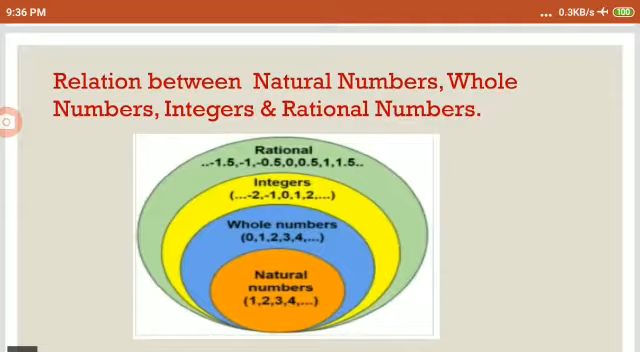 9:36 PM
... 0.3KB/s 100
Relation between Natural Numbers, Whole
Numbers, Integers & Rational Numbers.
Rational
..-1.5,-1,-0.5,0,0.5,1,1.5..
Integers
(...-2,-1,0,1,2,...)
Whole numbers
(0,1,2,3,4,...)
Natural
numbers
(1,2,3,4,...)